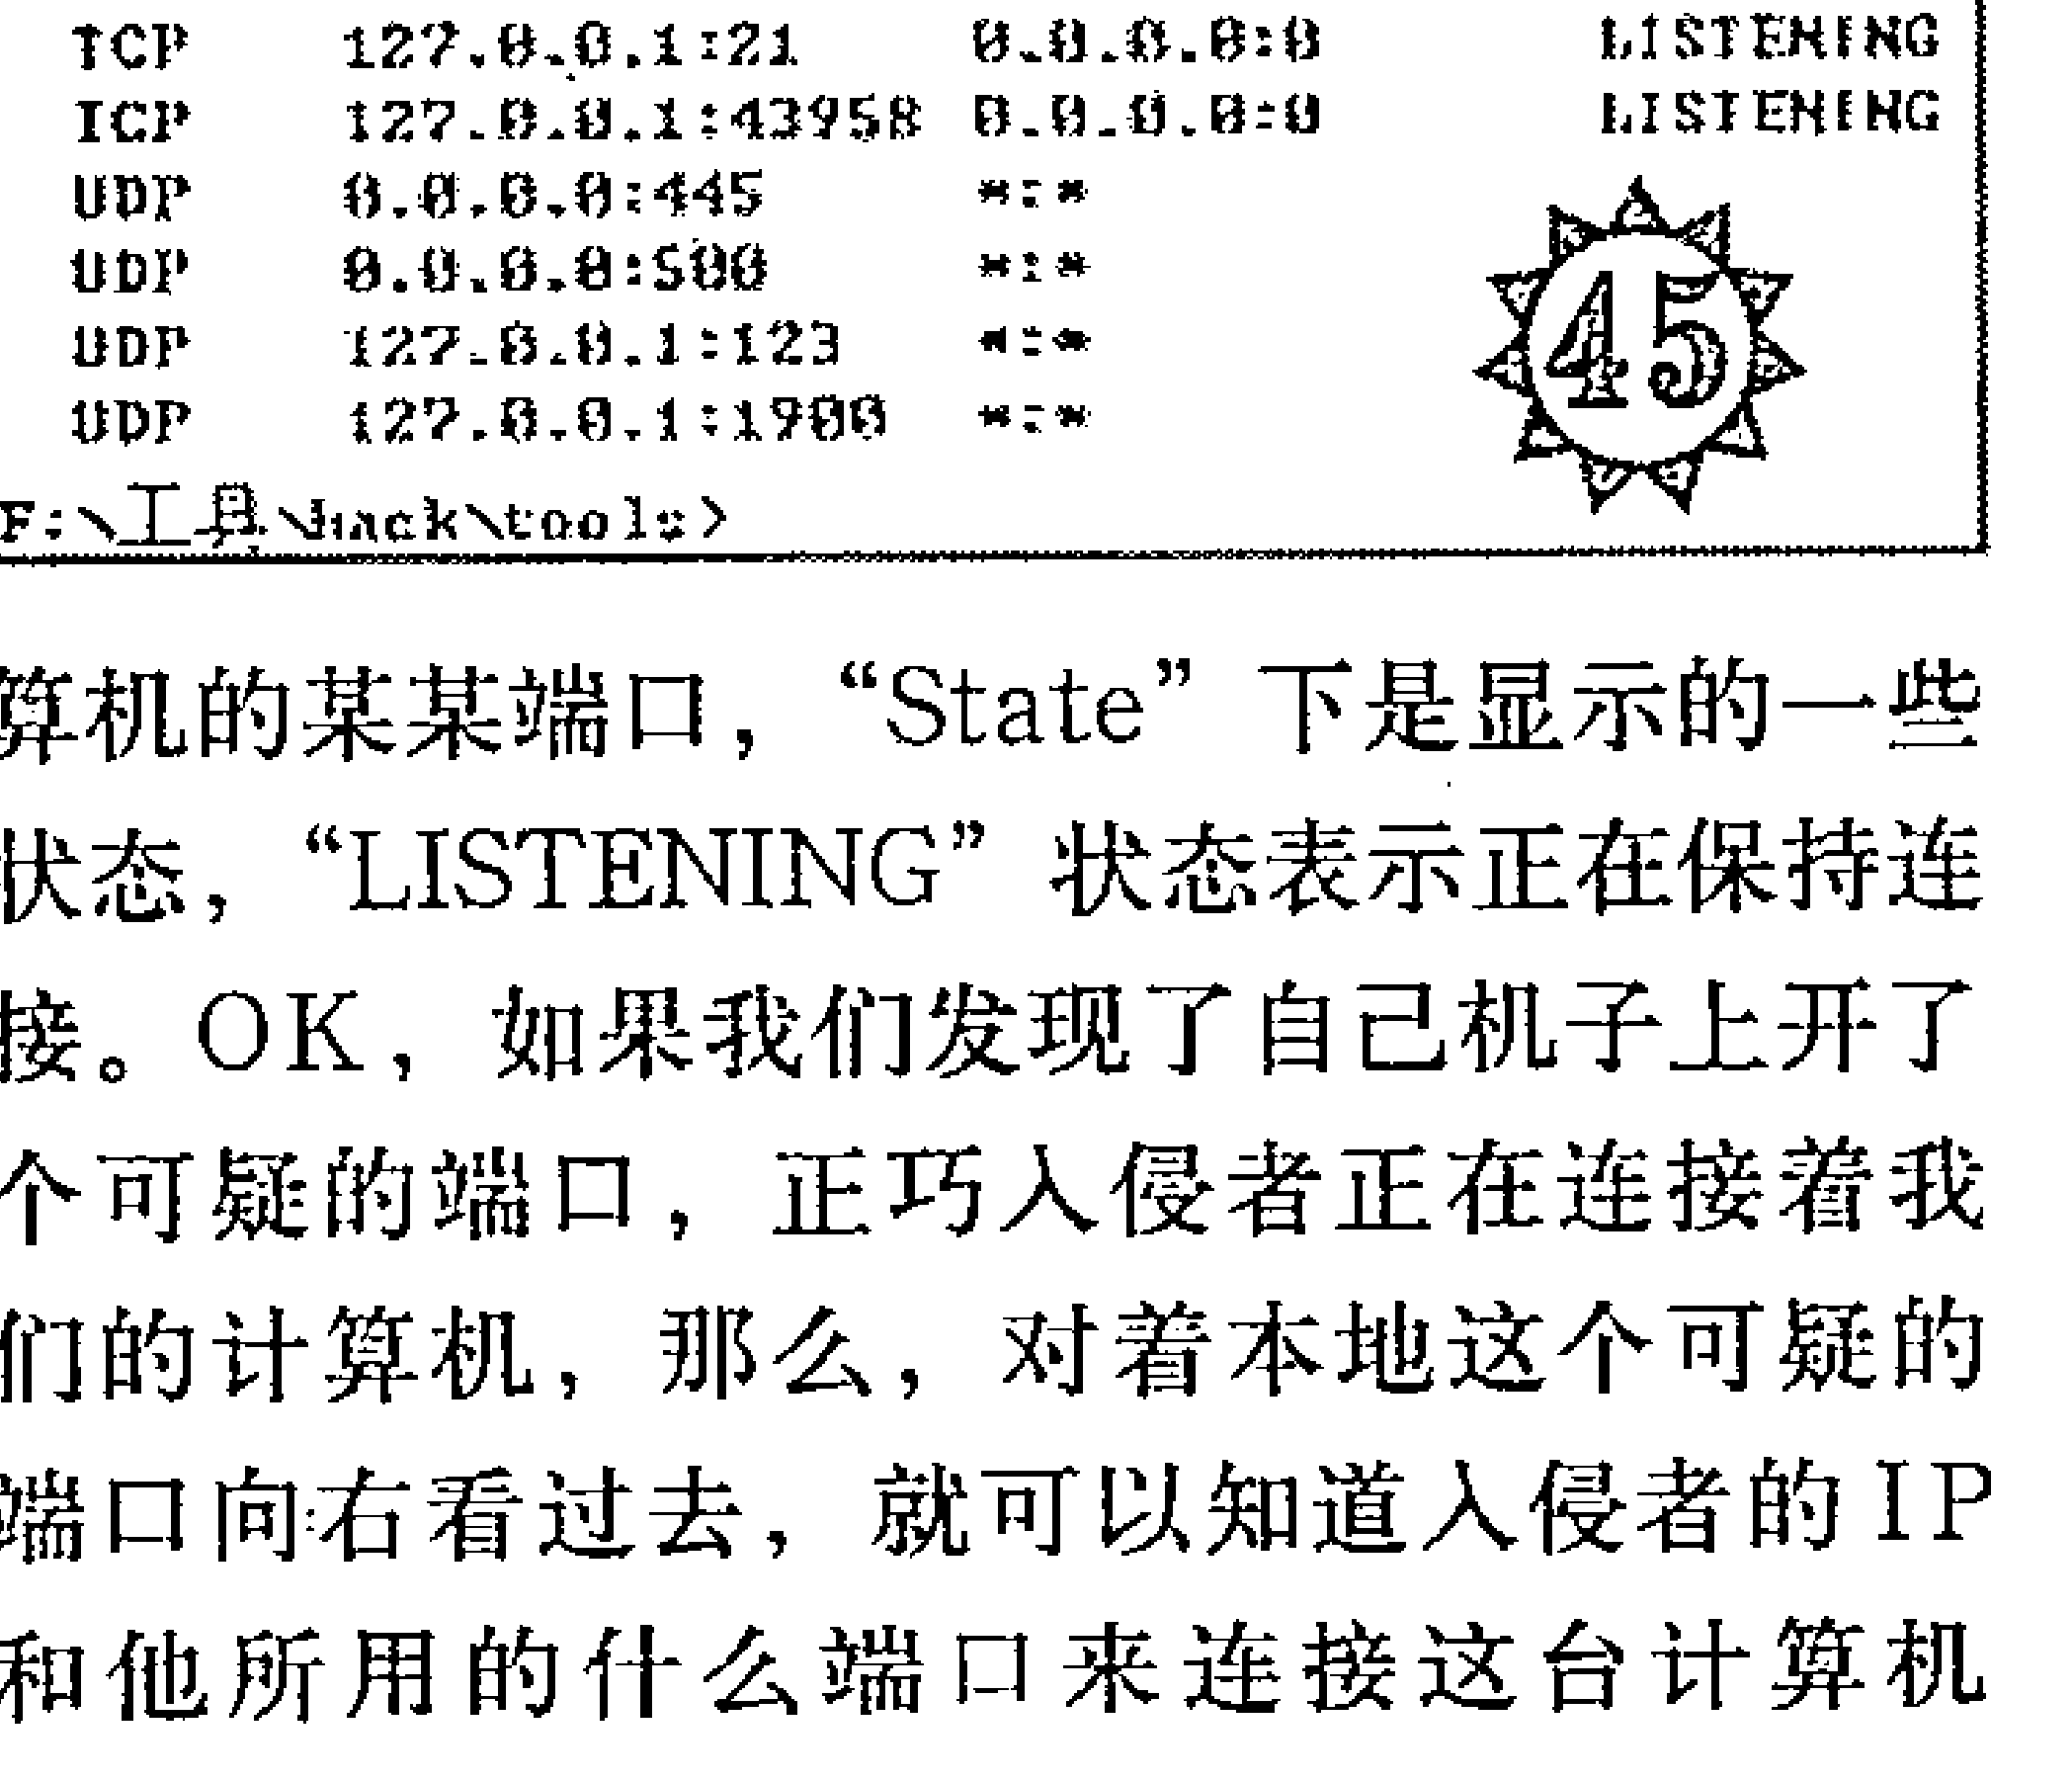 TCP 127.0.0.1:21 0.0.0.0:0 LISTENING
TCP 127.0.0.1:43958 0.0.0.0:0 LISTENING
UDP 0.0.0.0:445 *:*
UDP 0.0.0.0:500 *:*
UDP 127.0.0.1:123 *:*
UDP 127.0.0.1:1900 *:*
45
F:\工具\hack\tools>
算机的某某端口，“State”下是显示的一些
状态，“LISTENING”状态表示正在保持连
接。OK，如果我们发现了自己机子上开了
个可疑的端口，正巧入侵者正在连接着我
们的计算机，那么，对着本地这个可疑的
端口向右看过去，就可以知道入侵者的IP
和他所用的什么端口来连接这台计算机